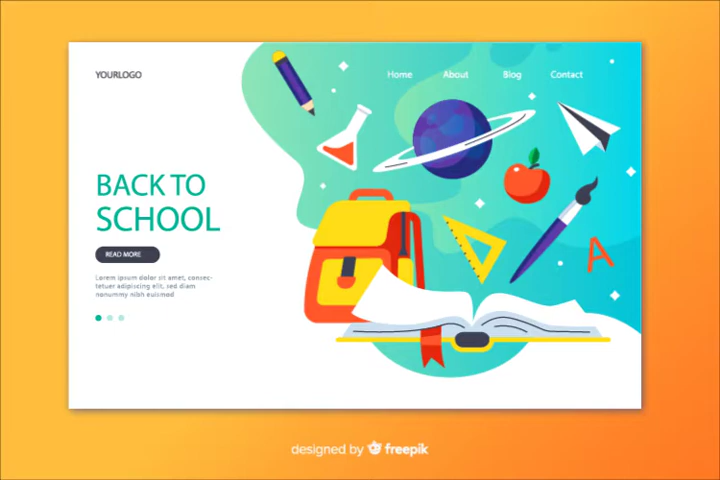 YOURLOGO
Home About Blog Contact
BACK TO
SCHOOL
READ MORE
Lorem ipsum dolor sit amet, consec-
tetuer adipiscing elit, sed diam
nonummy nibh euismod
A
designed by freepik